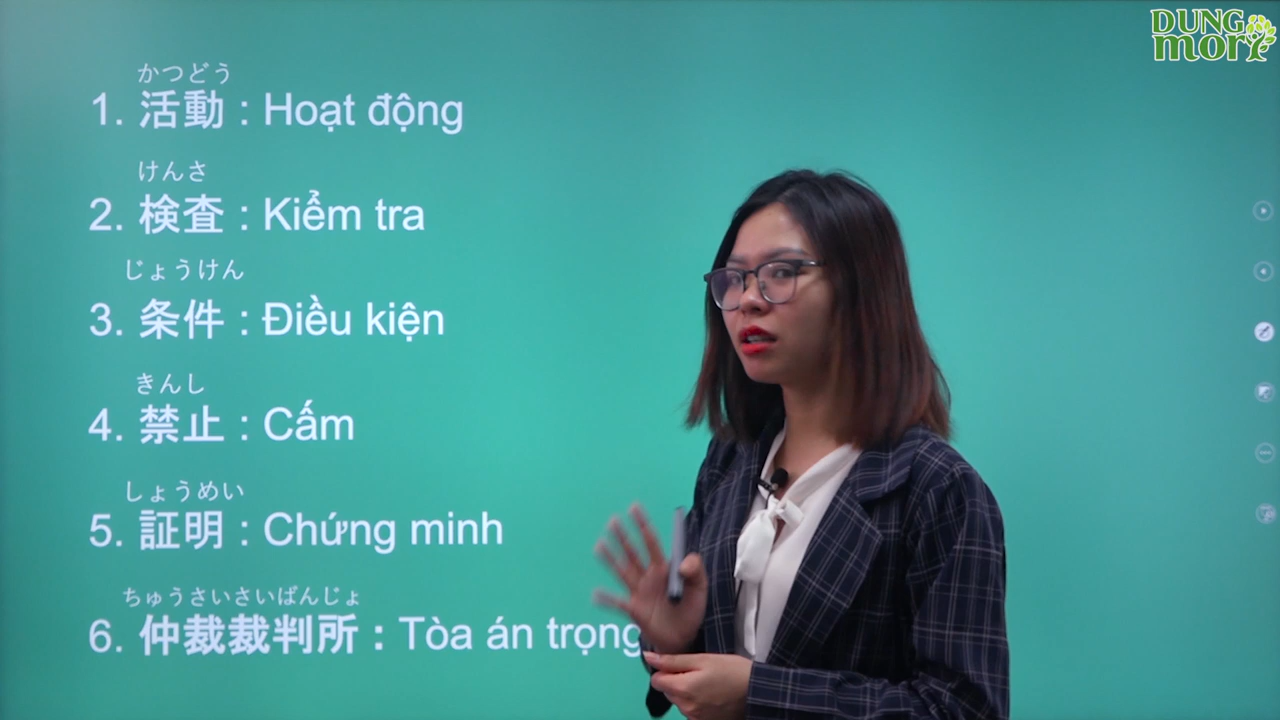 DUNG
mori
かつどう
1. 活動 : Hoạt động
けんさ
2. 検査 : Kiểm tra
じょうけん
3. 条件 : Điều kiện
きんし
4. 禁止 : Cấm
しょうめい
5. 証明 : Chứng minh
ちゅうさいさいばんじょ
6. 仲裁裁判所 : Tòa án trọng